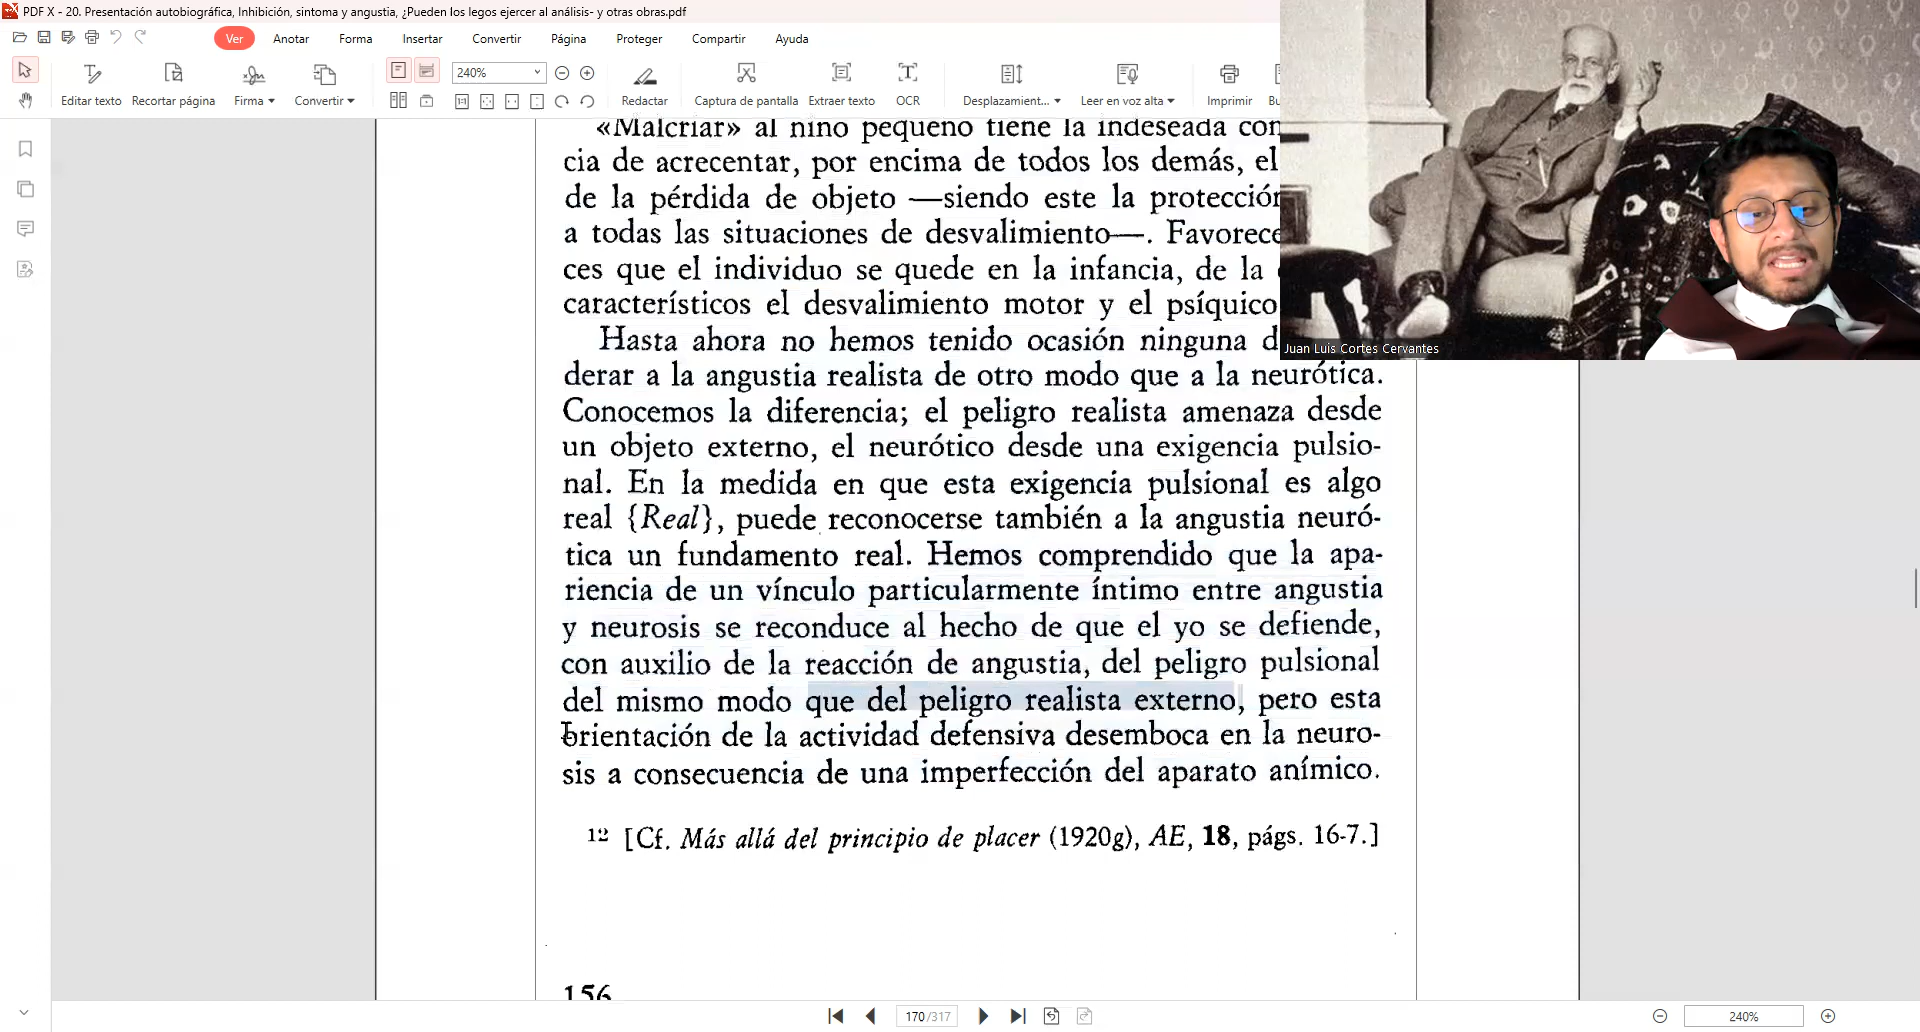 PDF X - 20. Presentación autobiográfica, Inhibición, sintoma y angustia, ¿Pueden los legos ejercer al análisis- y otras obras.pdf
Ver Anotar Forma Insertar Convertir Página Proteger Compartir Ayuda
240%
Editar texto Recortar página Firma Convertir Redactar Captura de pantalla Extraer texto OCR Desplazamient... Leer en voz alta Imprimir Bu
«Malcriar» al niño pequeño tiene la indeseada con
cia de acrecentar, por encima de todos los demás, el
de la pérdida de objeto —siendo este la protección
a todas las situaciones de desvalimiento—. Favorece
ces que el individuo se quede en la infancia, de la
característicos el desvalimiento motor y el psíquico
Hasta ahora no hemos tenido ocasión ninguna d
derar a la angustia realista de otro modo que a la neurótica.
Conocemos la diferencia; el peligro realista amenaza desde
un objeto externo, el neurótico desde una exigencia pulsio-
nal. En la medida en que esta exigencia pulsional es algo
real {Real}, puede reconocerse también a la angustia neuró-
tica un fundamento real. Hemos comprendido que la apa-
riencia de un vínculo particularmente íntimo entre angustia
y neurosis se reconduce al hecho de que el yo se defiende,
con auxilio de la reacción de angustia, del peligro pulsional
del mismo modo que del peligro realista externo, pero esta
orientación de la actividad defensiva desemboca en la neuro-
sis a consecuencia de una imperfección del aparato anímico.
12 [Cf. Más allá del principio de placer (1920g), AE, 18, págs. 16-7.]
156
Juan Luis Cortes Cervantes
170/317
240%